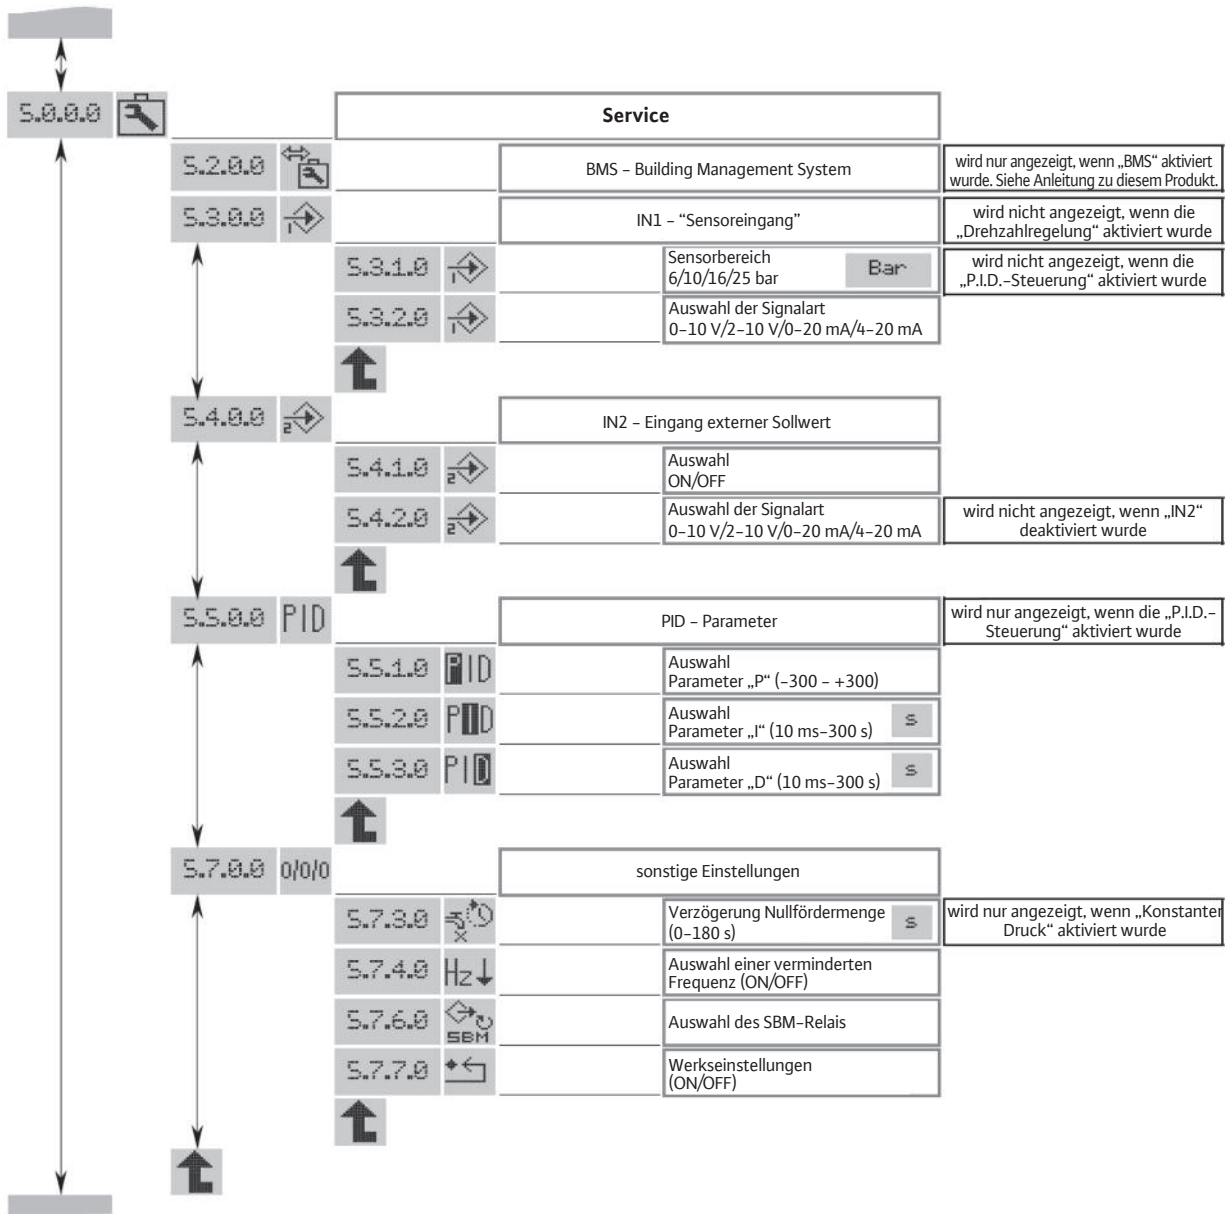 5.0.0.0
Service
5.2.0.0
BMS – Building Management System
wird nur angezeigt, wenn „BMS“ aktiviert
wurde. Siehe Anleitung zu diesem Produkt.
5.3.0.0
1
IN1 – “Sensoreingang”
wird nicht angezeigt, wenn die
„Drehzahlregelung“ aktiviert wurde
5.3.1.0
1
Sensorbereich
6/10/16/25 bar
Bar
wird nicht angezeigt, wenn die
„P.I.D.–Steuerung“ aktiviert wurde
5.3.2.0
1
Auswahl der Signalart
0–10 V/2–10 V/0–20 mA/4–20 mA
5.4.0.0
2
IN2 – Eingang externer Sollwert
5.4.1.0
2
Auswahl
ON/OFF
5.4.2.0
2
Auswahl der Signalart
0–10 V/2–10 V/0–20 mA/4–20 mA
wird nicht angezeigt, wenn „IN2“
deaktiviert wurde
5.5.0.0
PID
PID – Parameter
wird nur angezeigt, wenn die „P.I.D.–
Steuerung“ aktiviert wurde
5.5.1.0
PID
Auswahl
Parameter „P“ (–300 – +300)
5.5.2.0
PID
Auswahl
Parameter „I“ (10 ms–300 s)
s
5.5.3.0
PID
Auswahl
Parameter „D“ (10 ms–300 s)
s
5.7.0.0
0/0/0
sonstige Einstellungen
5.7.3.0
Verzögerung Nullfördermenge
(0–180 s)
s
wird nur angezeigt, wenn „Konstanter
Druck“ aktiviert wurde
5.7.4.0
Hz
Auswahl einer verminderten
Frequenz (ON/OFF)
5.7.6.0
SBM
Auswahl des SBM–Relais
5.7.7.0
Werkseinstellungen
(ON/OFF)